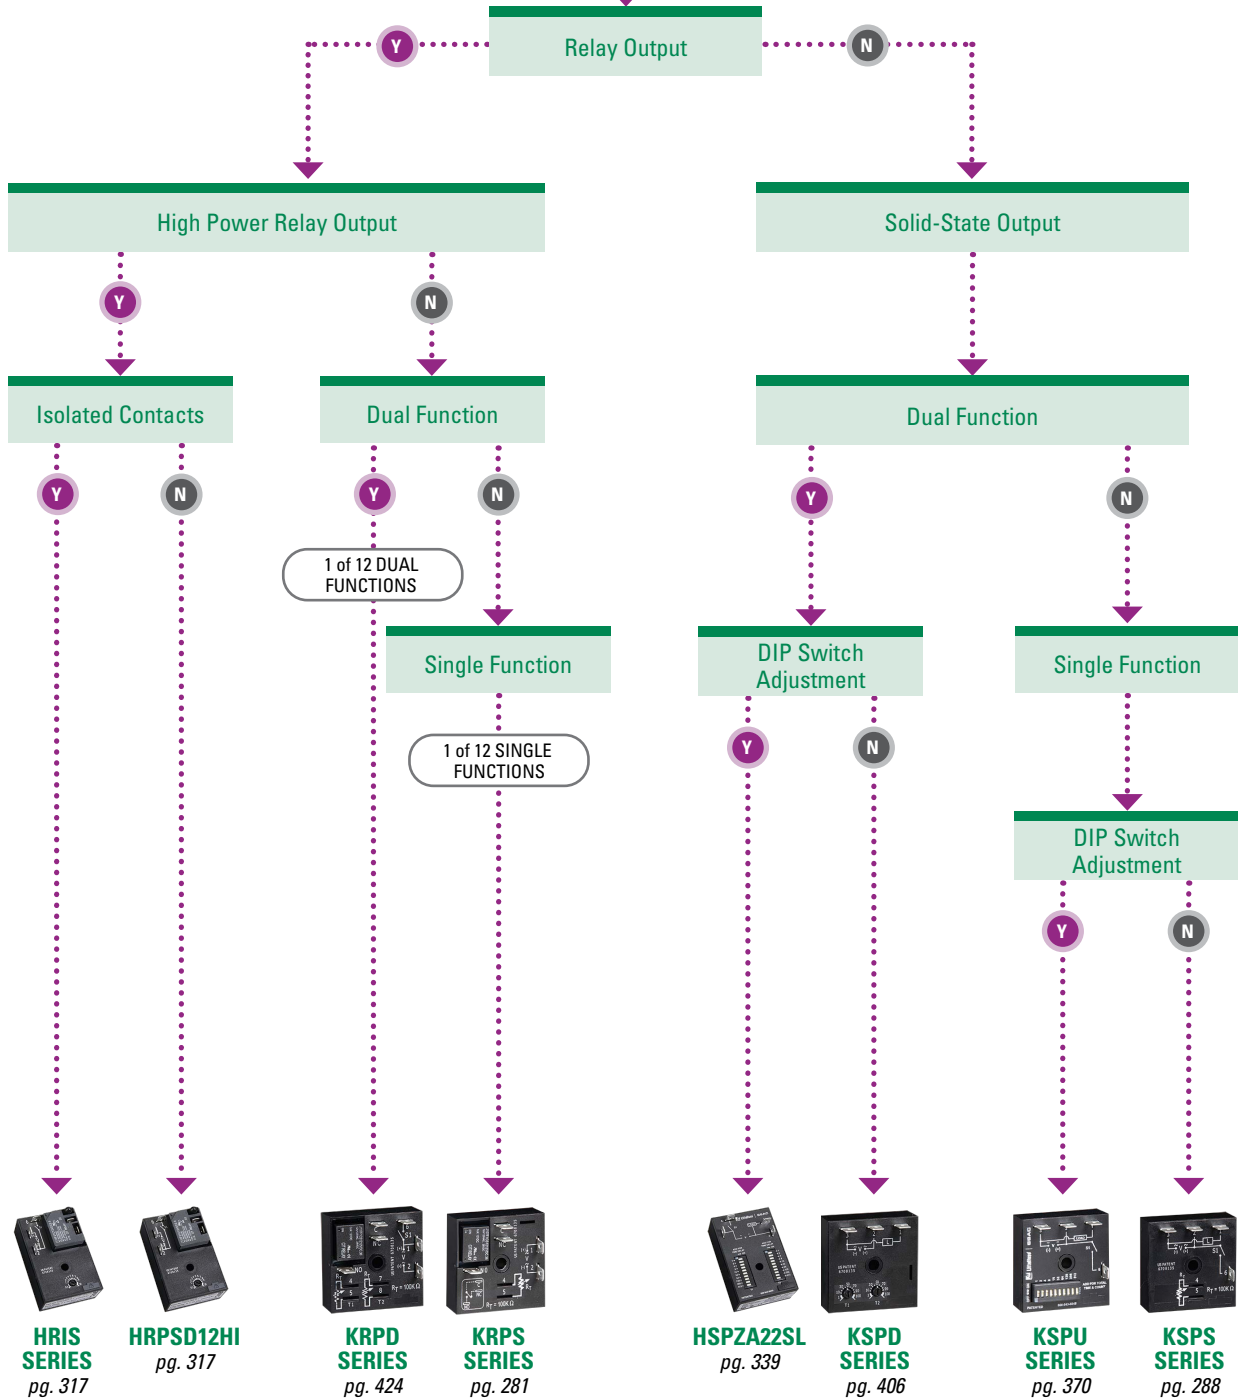 Relay Output
Y
N
High Power Relay Output
Solid-State Output
Y
N
Isolated Contacts
Dual Function
Dual Function
Y
N
Y
N
Y
N
1 of 12 DUAL
FUNCTIONS
Single Function
DIP Switch
Adjustment
Single Function
1 of 12 SINGLE
FUNCTIONS
Y
N
DIP Switch
Adjustment
Y
N
HRIS
SERIES
pg. 317
HRPSD12HI
pg. 317
KRPD
SERIES
pg. 424
KRPS
SERIES
pg. 281
HSPZA22SL
pg. 339
KSPD
SERIES
pg. 406
KSPU
SERIES
pg. 370
KSPS
SERIES
pg. 288